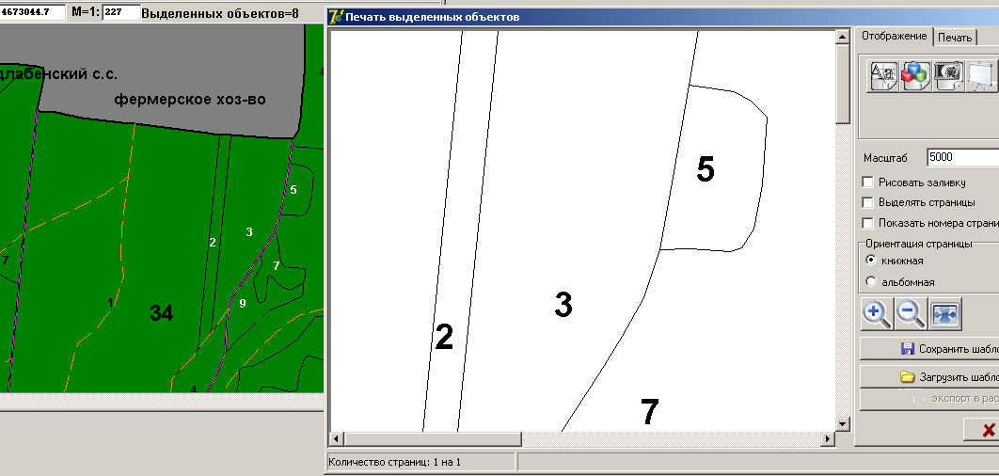 4673044.7 М=1: 227 Выделенных объектов=8
длабенский с.с.
фермерское хоз-во
5
3
2
7
7
9
1
34
4
Печать выделенных объектов
5
3
2
7
Количество страниц: 1 на 1
Отображение Печать
Aa
Масштаб 5000
Рисовать заливку
Выделять страницы
Показать номера страни
Ориентация страницы
книжная
альбомная
Сохранить шабло
Загрузить шабло
экспорт в рас